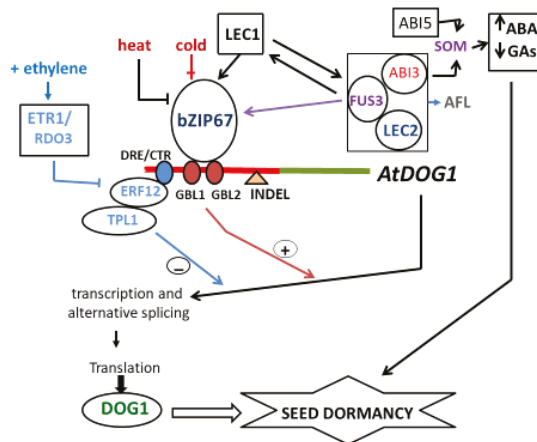 + ethylene
ETR1/
RDO3
heat
cold
LEC1
bZIP67
DRE/CTR
GBL1
GBL2
INDEL
AtDOG1
ERF12
TPL1
ABI5
SOM
ABI3
FUS3
LEC2
AFL
ABA
GAs
−
+
transcription and
alternative splicing
Translation
DOG1
SEED DORMANCY